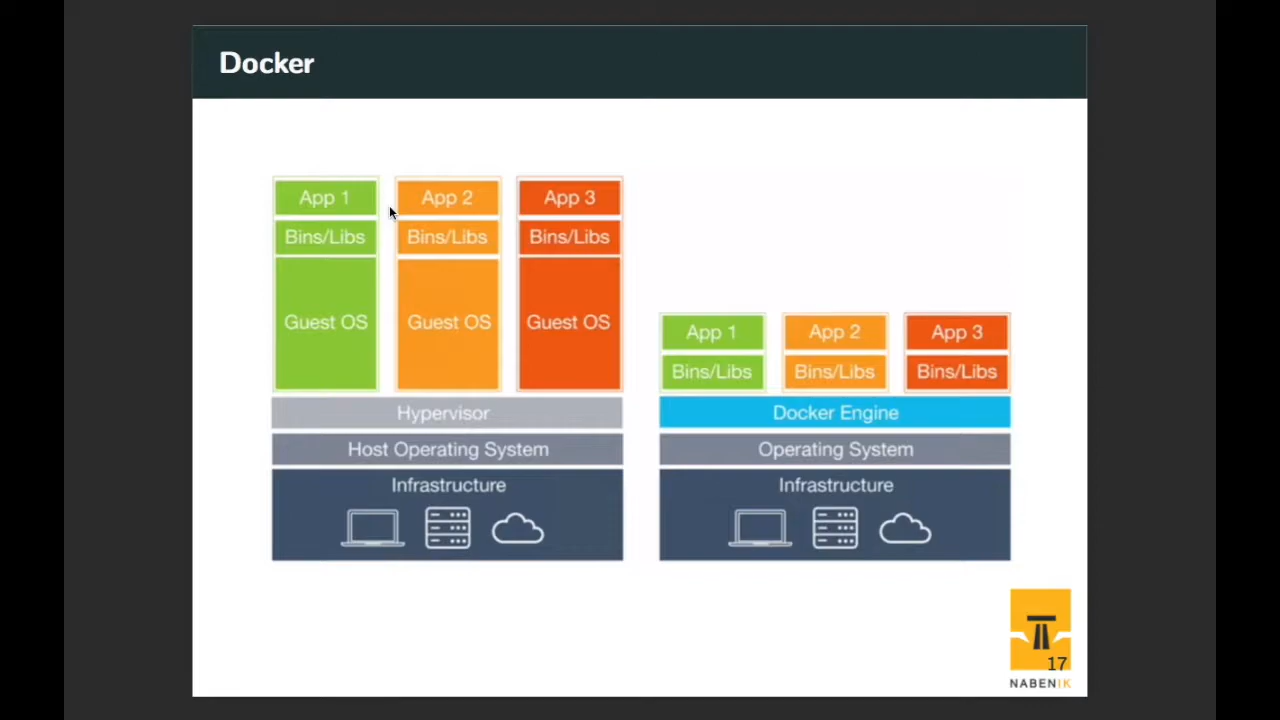 Docker
App 1
App 2
App 3
Bins/Libs
Bins/Libs
Bins/Libs
Guest OS
Guest OS
Guest OS
Hypervisor
Host Operating System
Infrastructure
App 1
App 2
App 3
Bins/Libs
Bins/Libs
Bins/Libs
Docker Engine
Operating System
Infrastructure
17
NABENIK